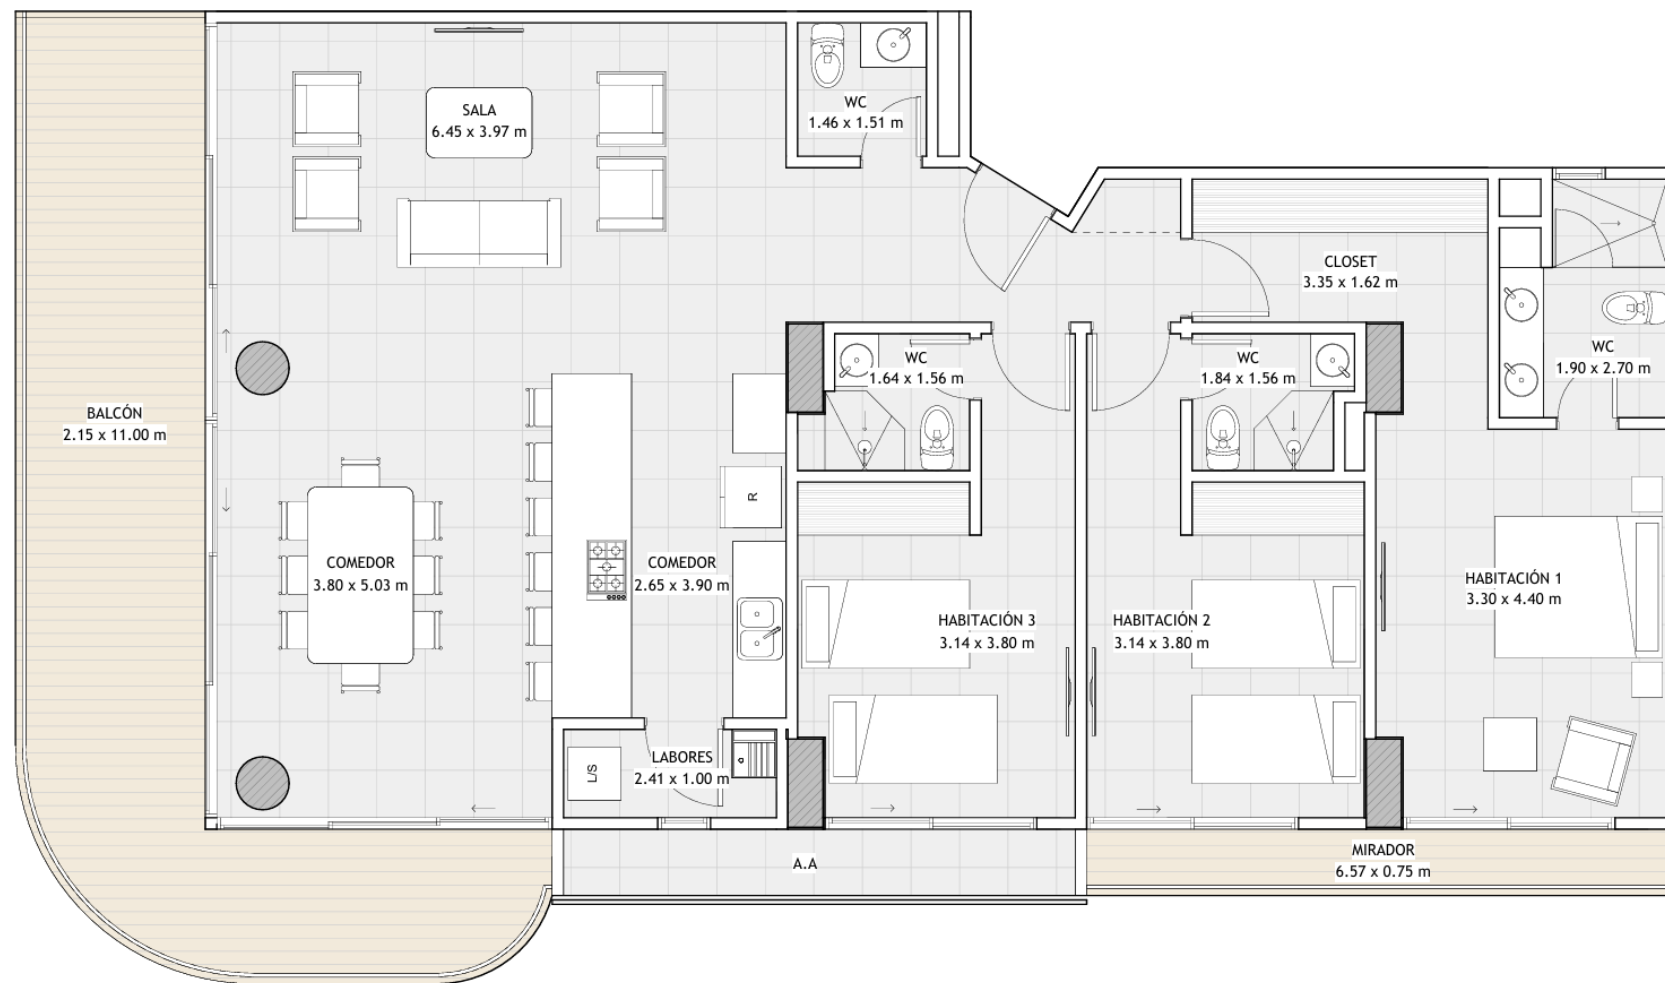 SALA
6.45 x 3.97 m
WC
1.46 x 1.51 m
CLOSET
3.35 x 1.62 m
WC
1.64 x 1.56 m
WC
1.84 x 1.56 m
WC
1.90 x 2.70 m
BALCÓN
2.15 x 11.00 m
R
COMEDOR
3.80 x 5.03 m
COMEDOR
2.65 x 3.90 m
HABITACIÓN 3
3.14 x 3.80 m
HABITACIÓN 2
3.14 x 3.80 m
HABITACIÓN 1
3.30 x 4.40 m
L/S
LABORES
2.41 x 1.00 m
A.A
MIRADOR
6.57 x 0.75 m